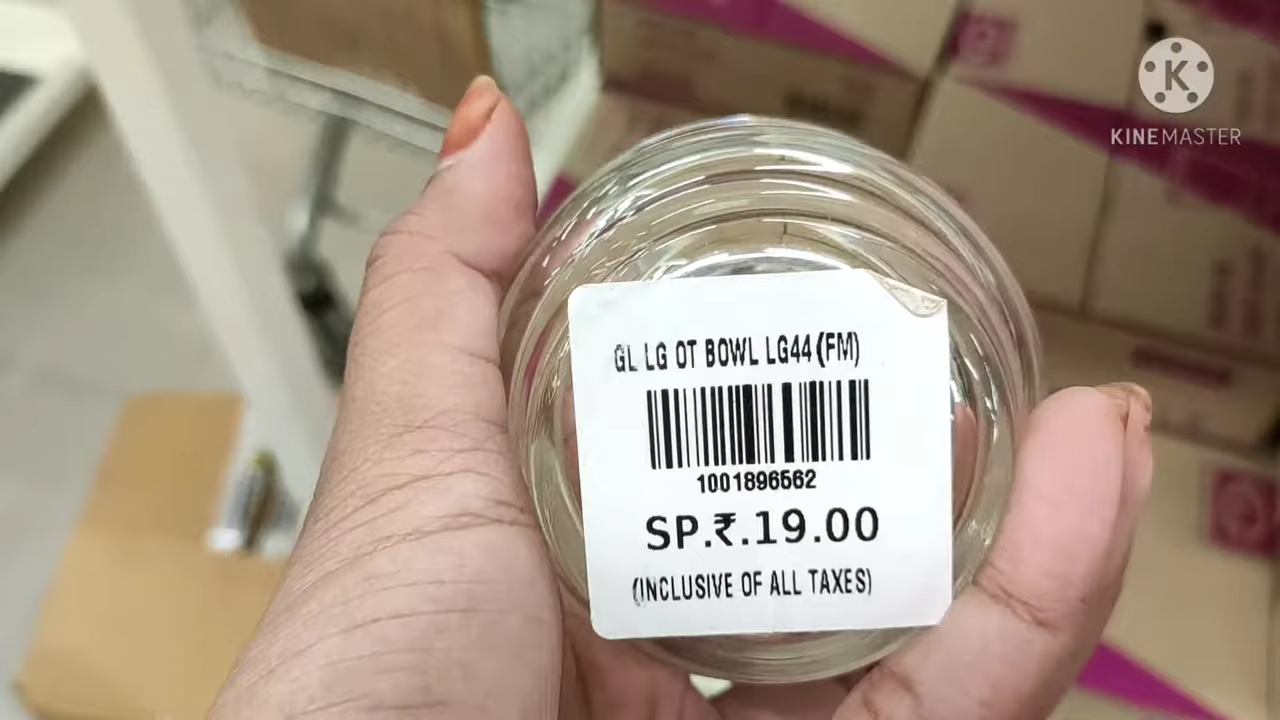 KINEMASTER
GL LG OT BOWL LG44(FM)
1001896562
SP.₹.19.00
(INCLUSIVE OF ALL TAXES)